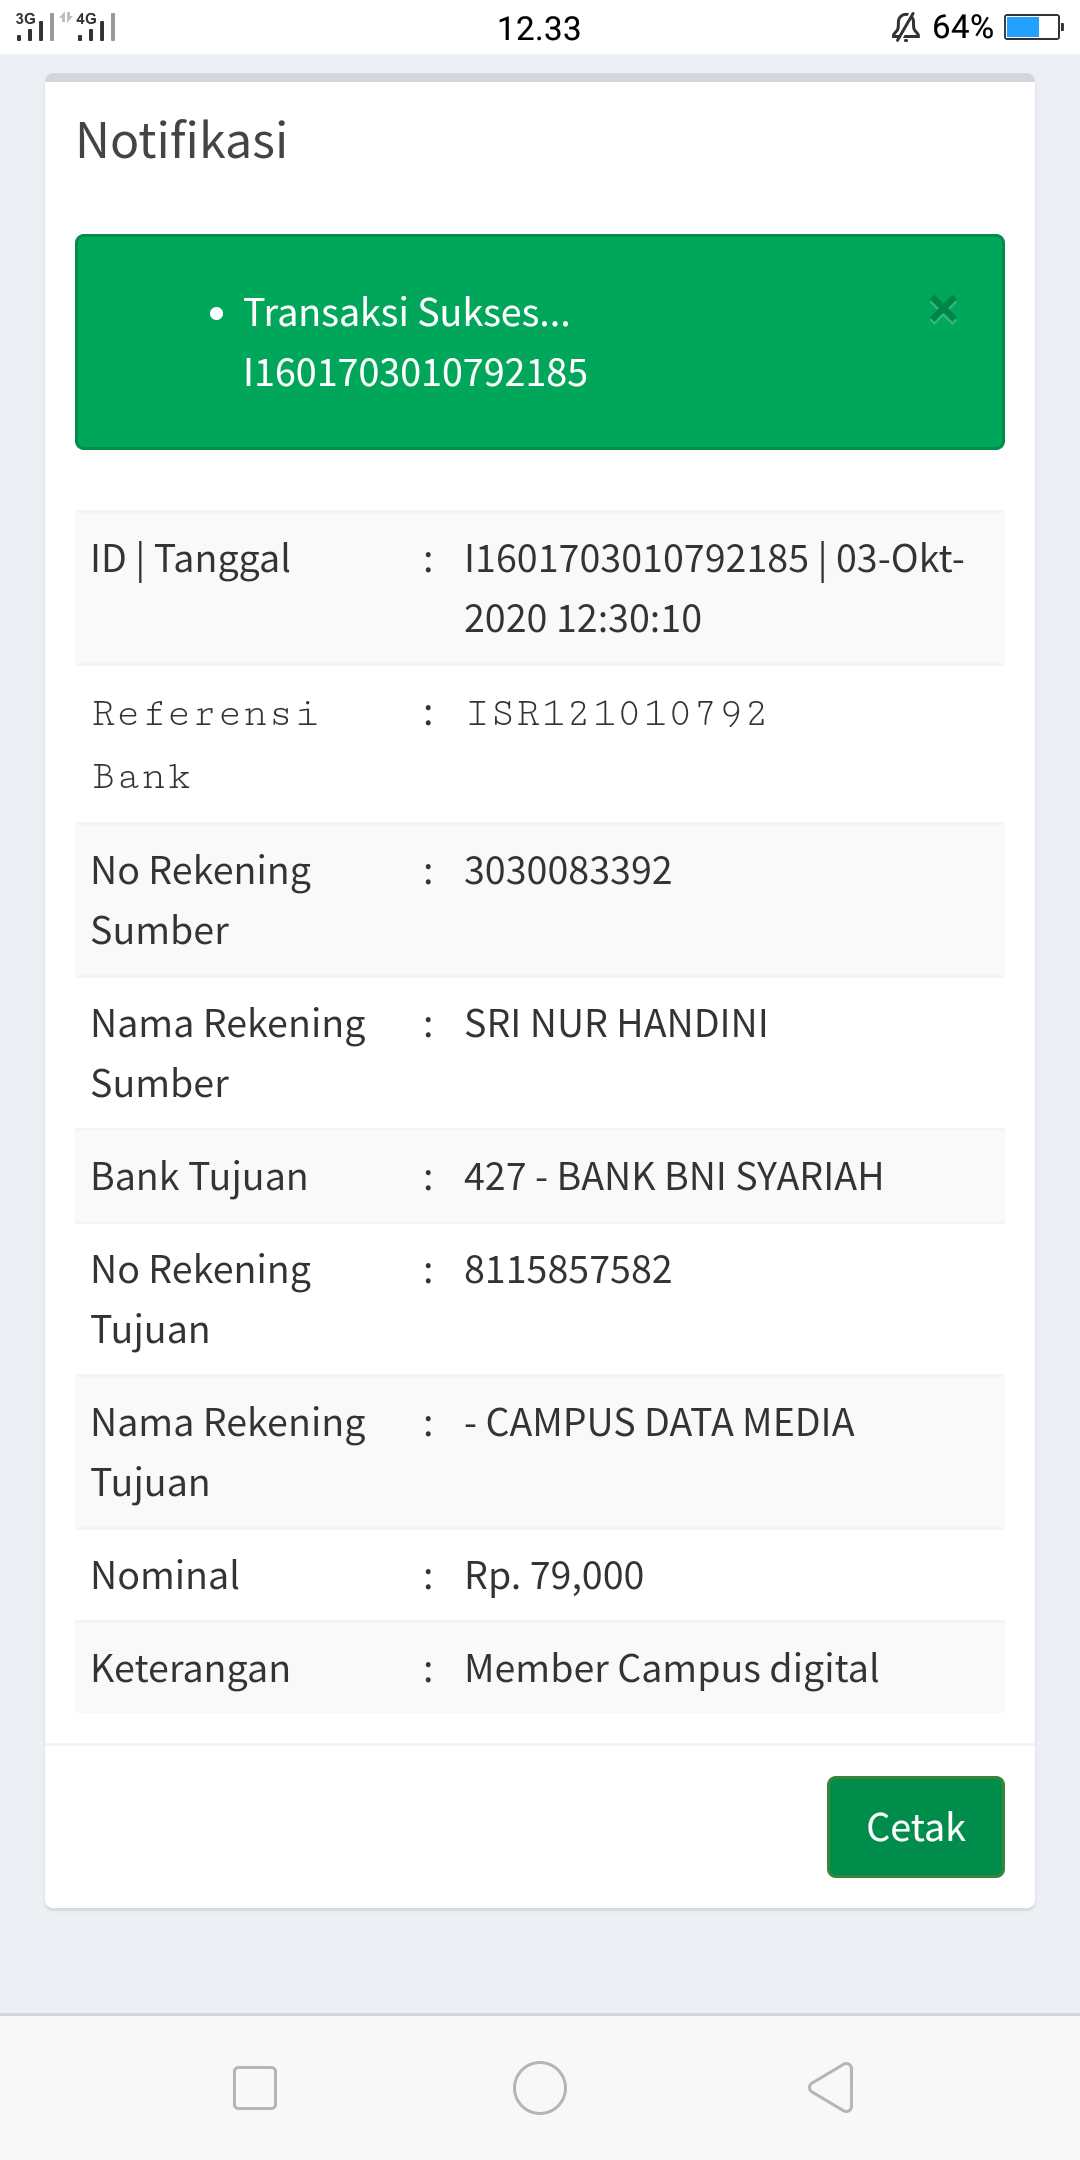 3G 4G 12.33 64%
Notifikasi
• Transaksi Sukses... ×
I1601703010792185
ID | Tanggal : I1601703010792185 | 03-Okt-
2020 12:30:10
Referensi : ISR121010792
Bank
No Rekening : 3030083392
Sumber
Nama Rekening : SRI NUR HANDINI
Sumber
Bank Tujuan : 427 - BANK BNI SYARIAH
No Rekening : 8115857582
Tujuan
Nama Rekening : - CAMPUS DATA MEDIA
Tujuan
Nominal : Rp. 79,000
Keterangan : Member Campus digital
Cetak